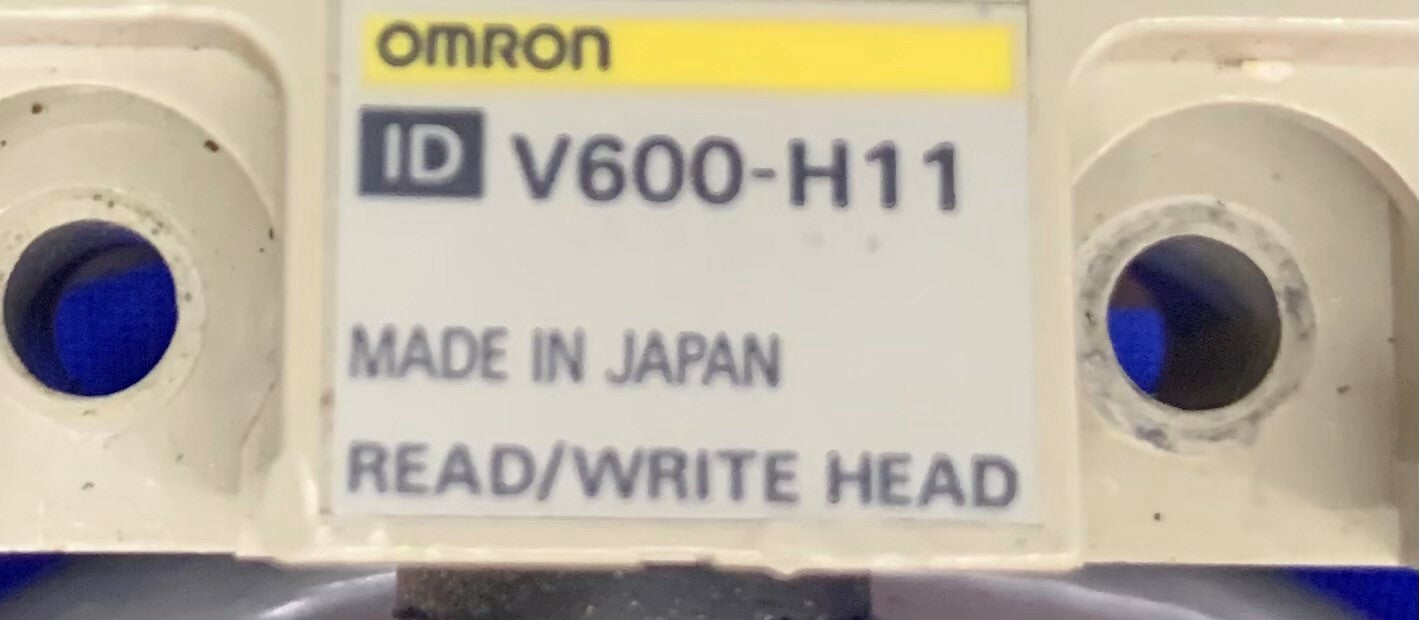 OMRON
ID V600-H11
MADE IN JAPAN
READ/WRITE HEAD